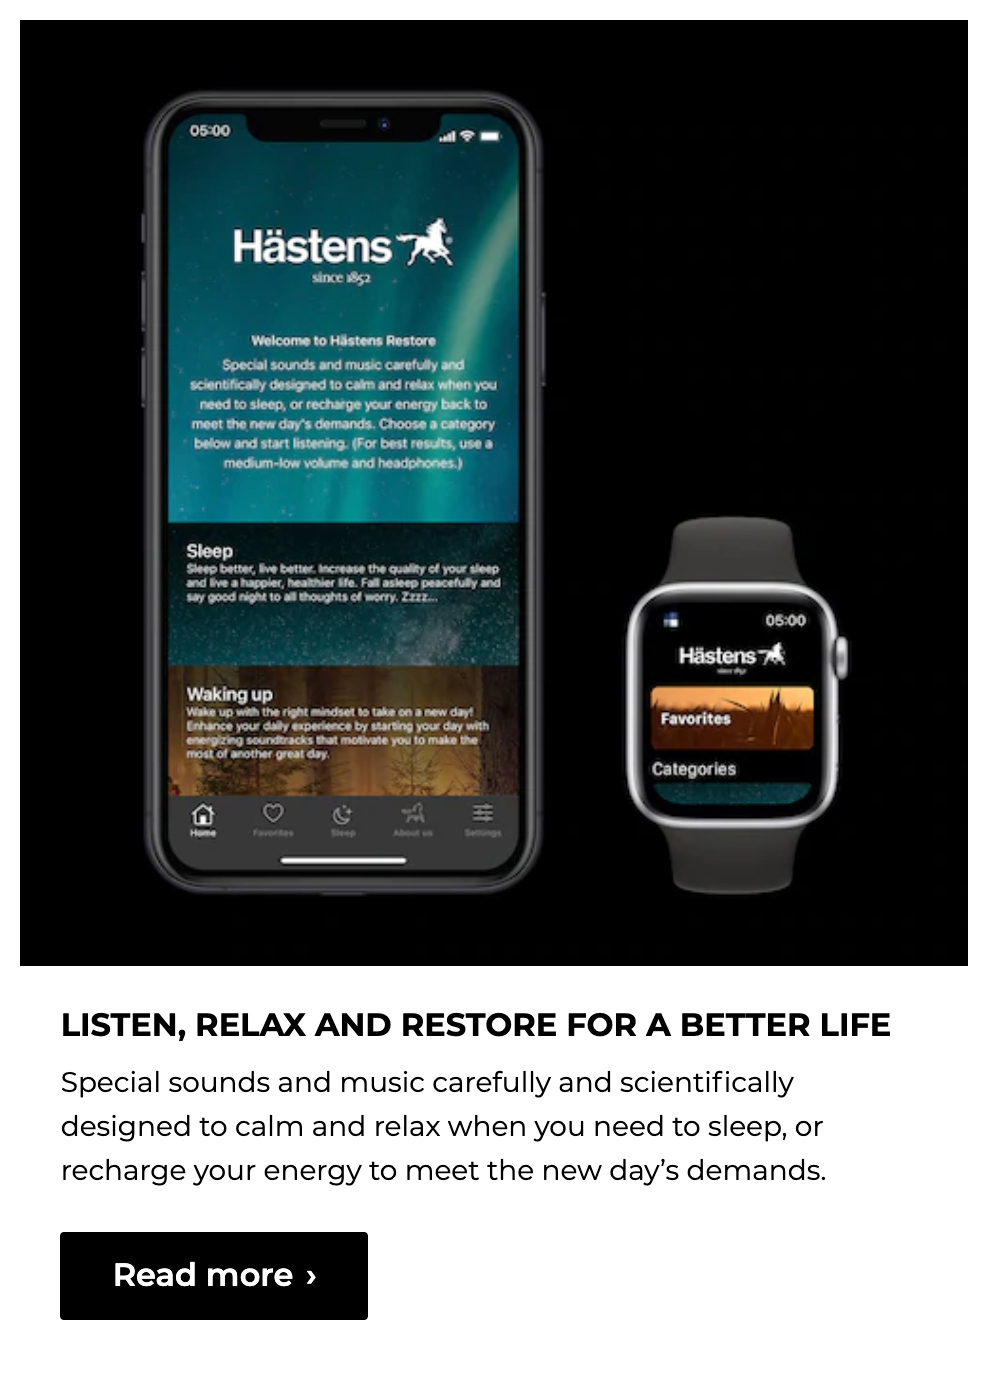 05:00
Hästens
since 1852
Welcome to Hästens Restore
Special sounds and music carefully and
scientifically designed to calm and relax when you
need to sleep, or recharge your energy back to
meet the new day's demands. Choose a category
below and start listening. (For best results, use a
medium-low volume and headphones.)
Sleep
Sleep better, live better. Increase the quality of your sleep
and live a happier, healthier life. Fall asleep peacefully and
say good night to all thoughts of worry. Zzzz...
Waking up
Wake up with the right mindset to take on a new day!
Enhance your daily experience by starting your day with
energizing soundtracks that motivate you to make the
most of another great day.
Home Favorites Sleep About us Settings
05:00
Hästens
since 1852
Favorites
Categories
LISTEN, RELAX AND RESTORE FOR A BETTER LIFE
Special sounds and music carefully and scientifically
designed to calm and relax when you need to sleep, or
recharge your energy to meet the new day’s demands.
Read more ›